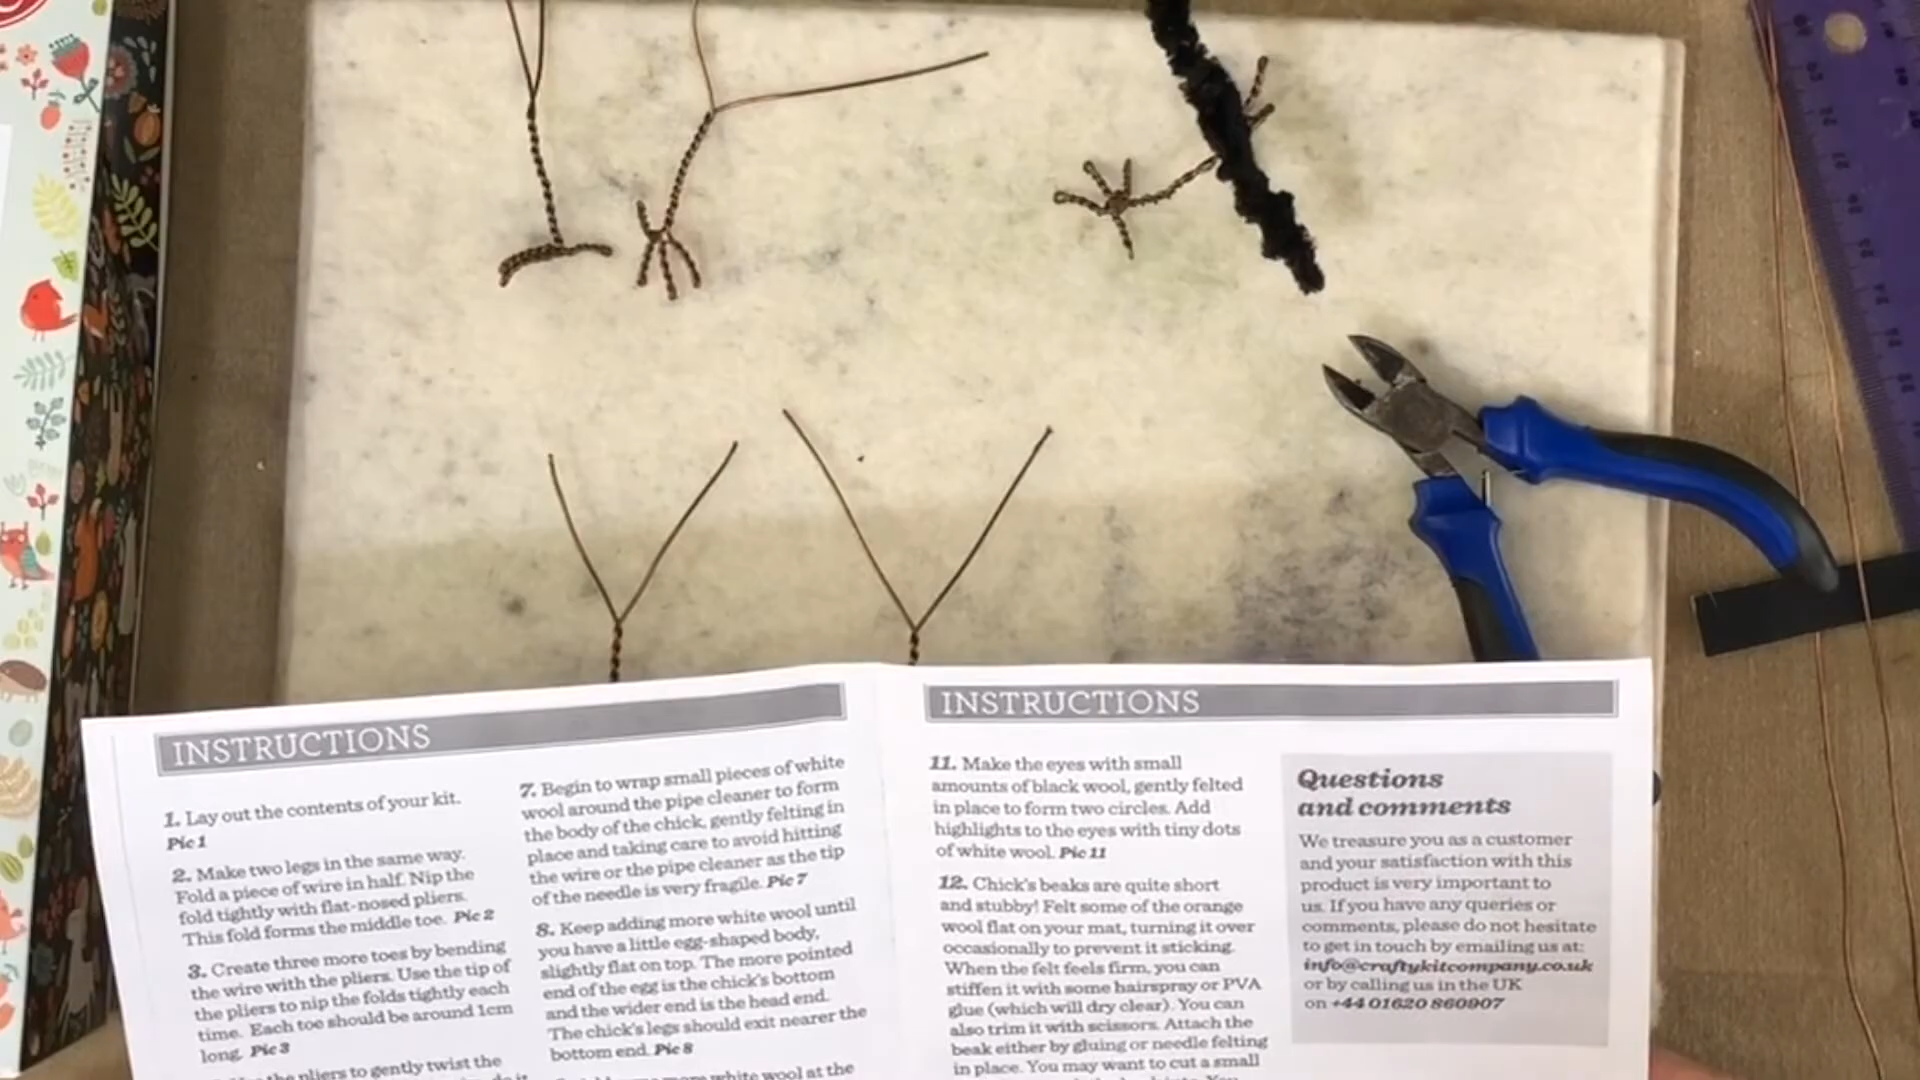 INSTRUCTIONS
1. Lay out the contents of your kit.
Pic 1
2. Make two legs in the same way.
Fold a piece of wire in half. Nip the
fold tightly with flat-nosed pliers.
This fold forms the middle toe. Pic 2
3. Create three more toes by bending
the wire with the pliers. Use the tip of
the pliers to nip the folds tightly each
time. Each toe should be around 1cm
long. Pic 3
the pliers to gently twist the
7. Begin to wrap small pieces of white
wool around the pipe cleaner to form
the body of the chick, gently felting in
place and taking care to avoid hitting
the wire or the pipe cleaner as the tip
of the needle is very fragile. Pic 7
8. Keep adding more white wool until
you have a little egg-shaped body,
slightly flat on top. The more pointed
end of the egg is the chick's bottom
and the wider end is the head end.
The chick's legs should exit nearer the
bottom end. Pic 8
more white wool at the
INSTRUCTIONS
11. Make the eyes with small
amounts of black wool, gently felted
in place to form two circles. Add
highlights to the eyes with tiny dots
of white wool. Pic 11
12. Chick's beaks are quite short
and stubby! Felt some of the orange
wool flat on your mat, turning it over
occasionally to prevent it sticking.
When the felt feels firm, you can
stiffen it with some hairspray or PVA
glue (which will dry clear). You can
also trim it with scissors. Attach the
beak either by gluing or needle felting
in place. You may want to cut a small
Questions
and comments
We treasure you as a customer
and your satisfaction with this
product is very important to
us. If you have any queries or
comments, please do not hesitate
to get in touch by emailing us at:
info@craftykitcompany.co.uk
or by calling us in the UK
on +44 01620 860907